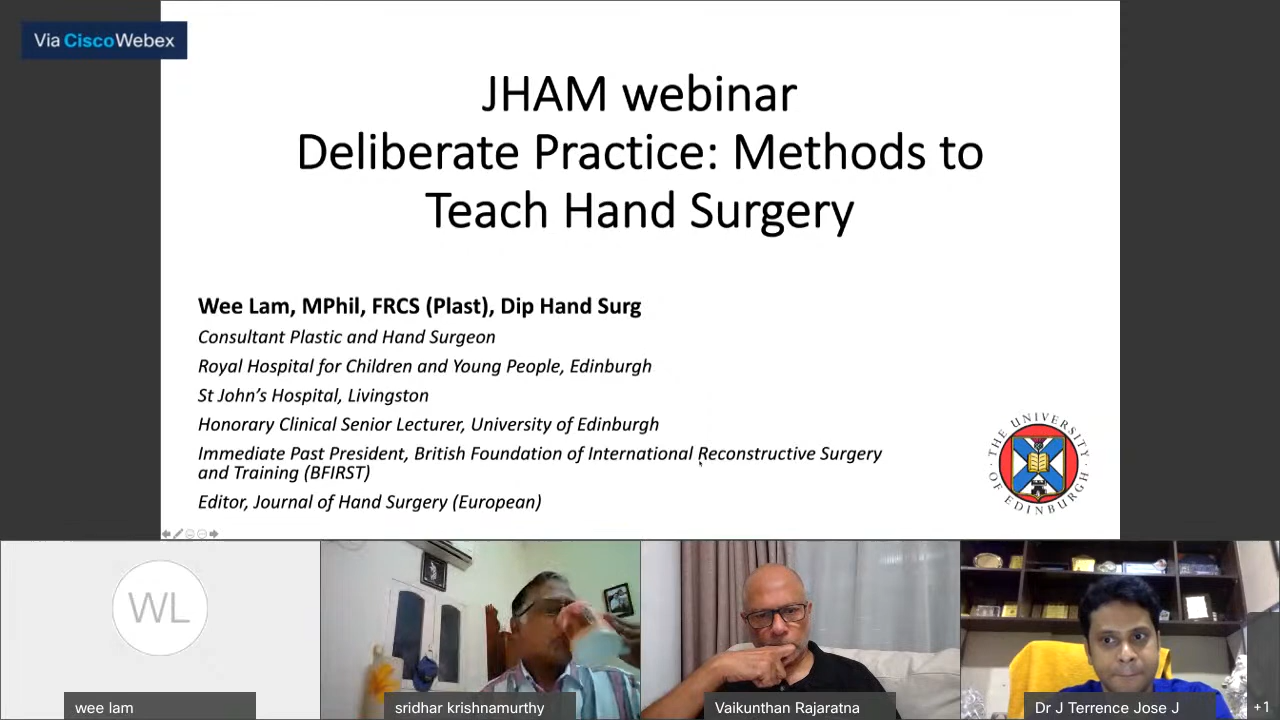 Via CiscoWebex
JHAM webinar
Deliberate Practice: Methods to
Teach Hand Surgery
Wee Lam, MPhil, FRCS (Plast), Dip Hand Surg
Consultant Plastic and Hand Surgeon
Royal Hospital for Children and Young People, Edinburgh
St John’s Hospital, Livingston
Honorary Clinical Senior Lecturer, University of Edinburgh
Immediate Past President, British Foundation of International Reconstructive Surgery
and Training (BFIRST)
Editor, Journal of Hand Surgery (European)
THE UNIVERSITY
OF EDINBURGH
WL
wee lam
sridhar krishnamurthy
Vaikunthan Rajaratna
Dr J Terrence Jose J
+1